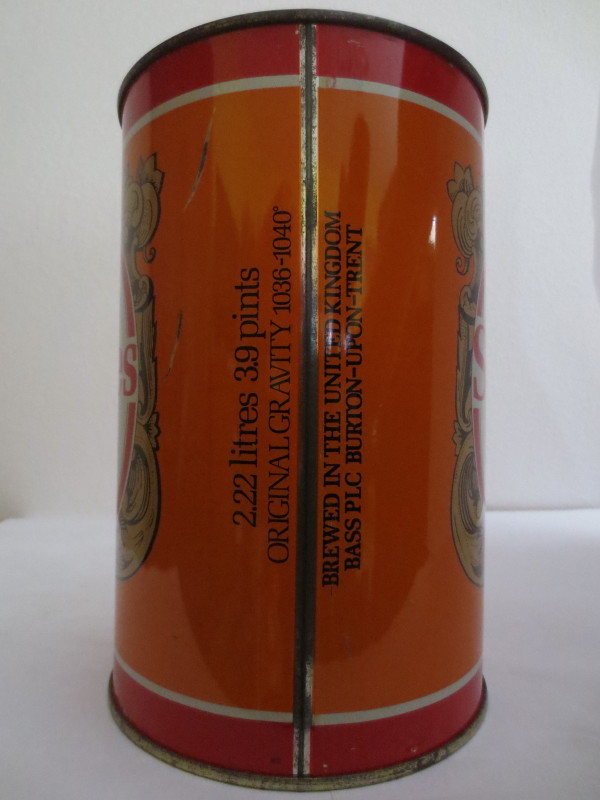 2.22 litres 3.9 pints
ORIGINAL GRAVITY 1036-1040°
BREWED IN THE UNITED KINGDOM
BASS PLC BURTON-UPON-TRENT